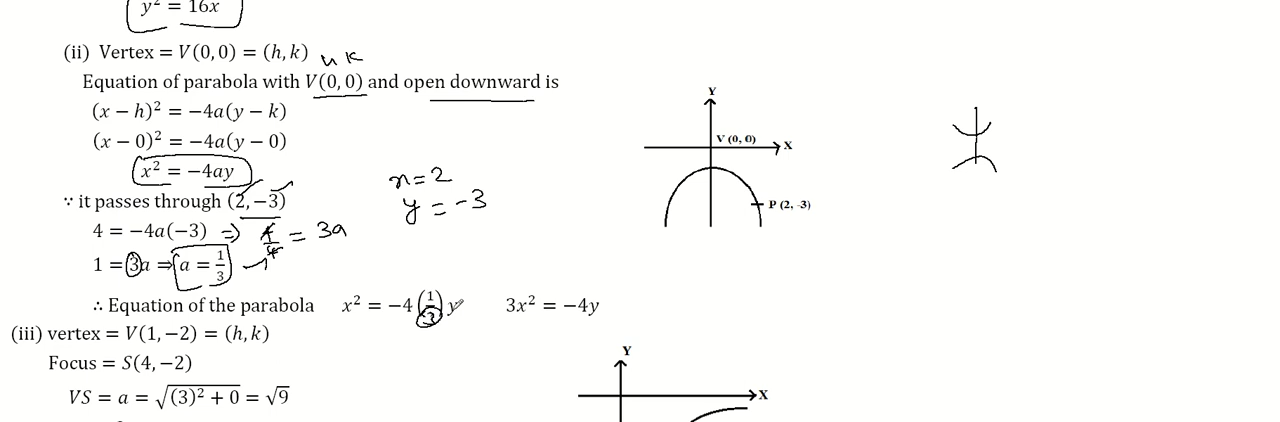 y² = 16x
(ii) Vertex = V(0, 0) = (h, k)
h k
Equation of parabola with V(0, 0) and open downward is
(x − h)² = −4a(y − k)
(x − 0)² = −4a(y − 0)
x² = −4ay
∵ it passes through (2, −3)
x = 2
y = −3
4 = −4a(−3) ⇒ 4/4 = 3a
1 = 3a ⇒ a = 1/3
∴ Equation of the parabola x² = −4(1/3)y 3x² = −4y
Y
V (0, 0)
X
P (2, -3)
(iii) vertex = V(1, −2) = (h, k)
Focus = S(4, −2)
VS = a = √((3)² + 0) = √9
Y
X